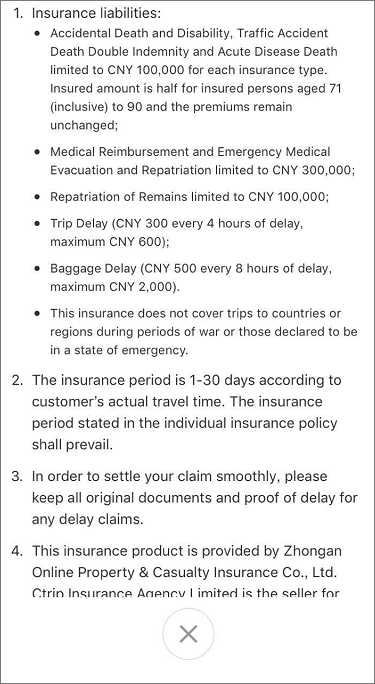 1. Insurance liabilities:
• Accidental Death and Disability, Traffic Accident
Death Double Indemnity and Acute Disease Death
limited to CNY 100,000 for each insurance type.
Insured amount is half for insured persons aged 71
(inclusive) to 90 and the premiums remain
unchanged;
• Medical Reimbursement and Emergency Medical
Evacuation and Repatriation limited to CNY 300,000;
• Repatriation of Remains limited to CNY 100,000;
• Trip Delay (CNY 300 every 4 hours of delay,
maximum CNY 600);
• Baggage Delay (CNY 500 every 8 hours of delay,
maximum CNY 2,000).
• This insurance does not cover trips to countries or
regions during periods of war or those declared to be
in a state of emergency.
2. The insurance period is 1-30 days according to
customer's actual travel time. The insurance
period stated in the individual insurance policy
shall prevail.
3. In order to settle your claim smoothly, please
keep all original documents and proof of delay for
any delay claims.
4. This insurance product is provided by Zhongan
Online Property & Casualty Insurance Co., Ltd.
Ctrip Insurance Agency Limited is the seller for